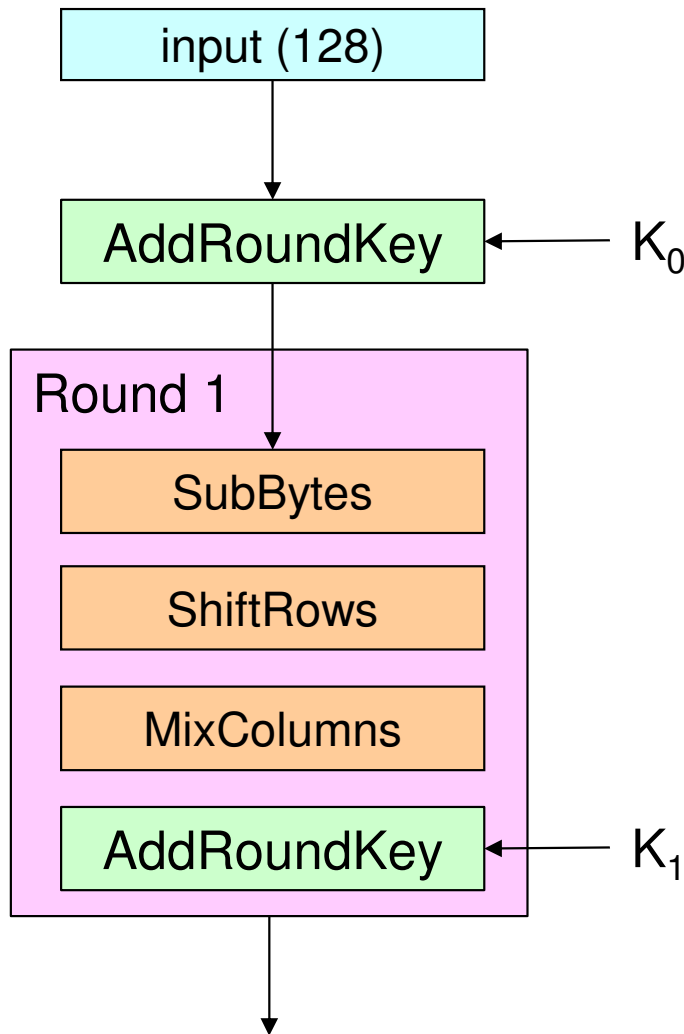 input (128)
AddRoundKey
K₀
Round 1
SubBytes
ShiftRows
MixColumns
AddRoundKey
K₁